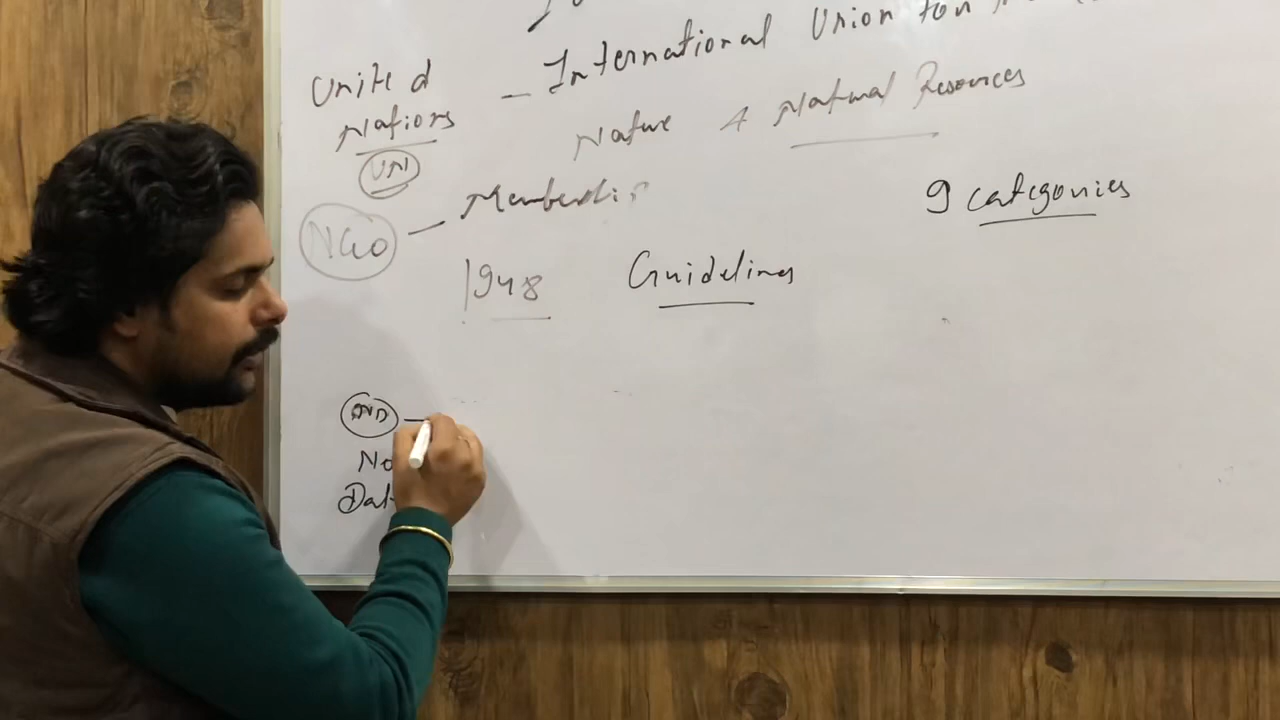 United - International Union for
Nations Nature & Natural Resources
UN
NGO - Membership
9 categories
1948 Guidelines
No
Dat